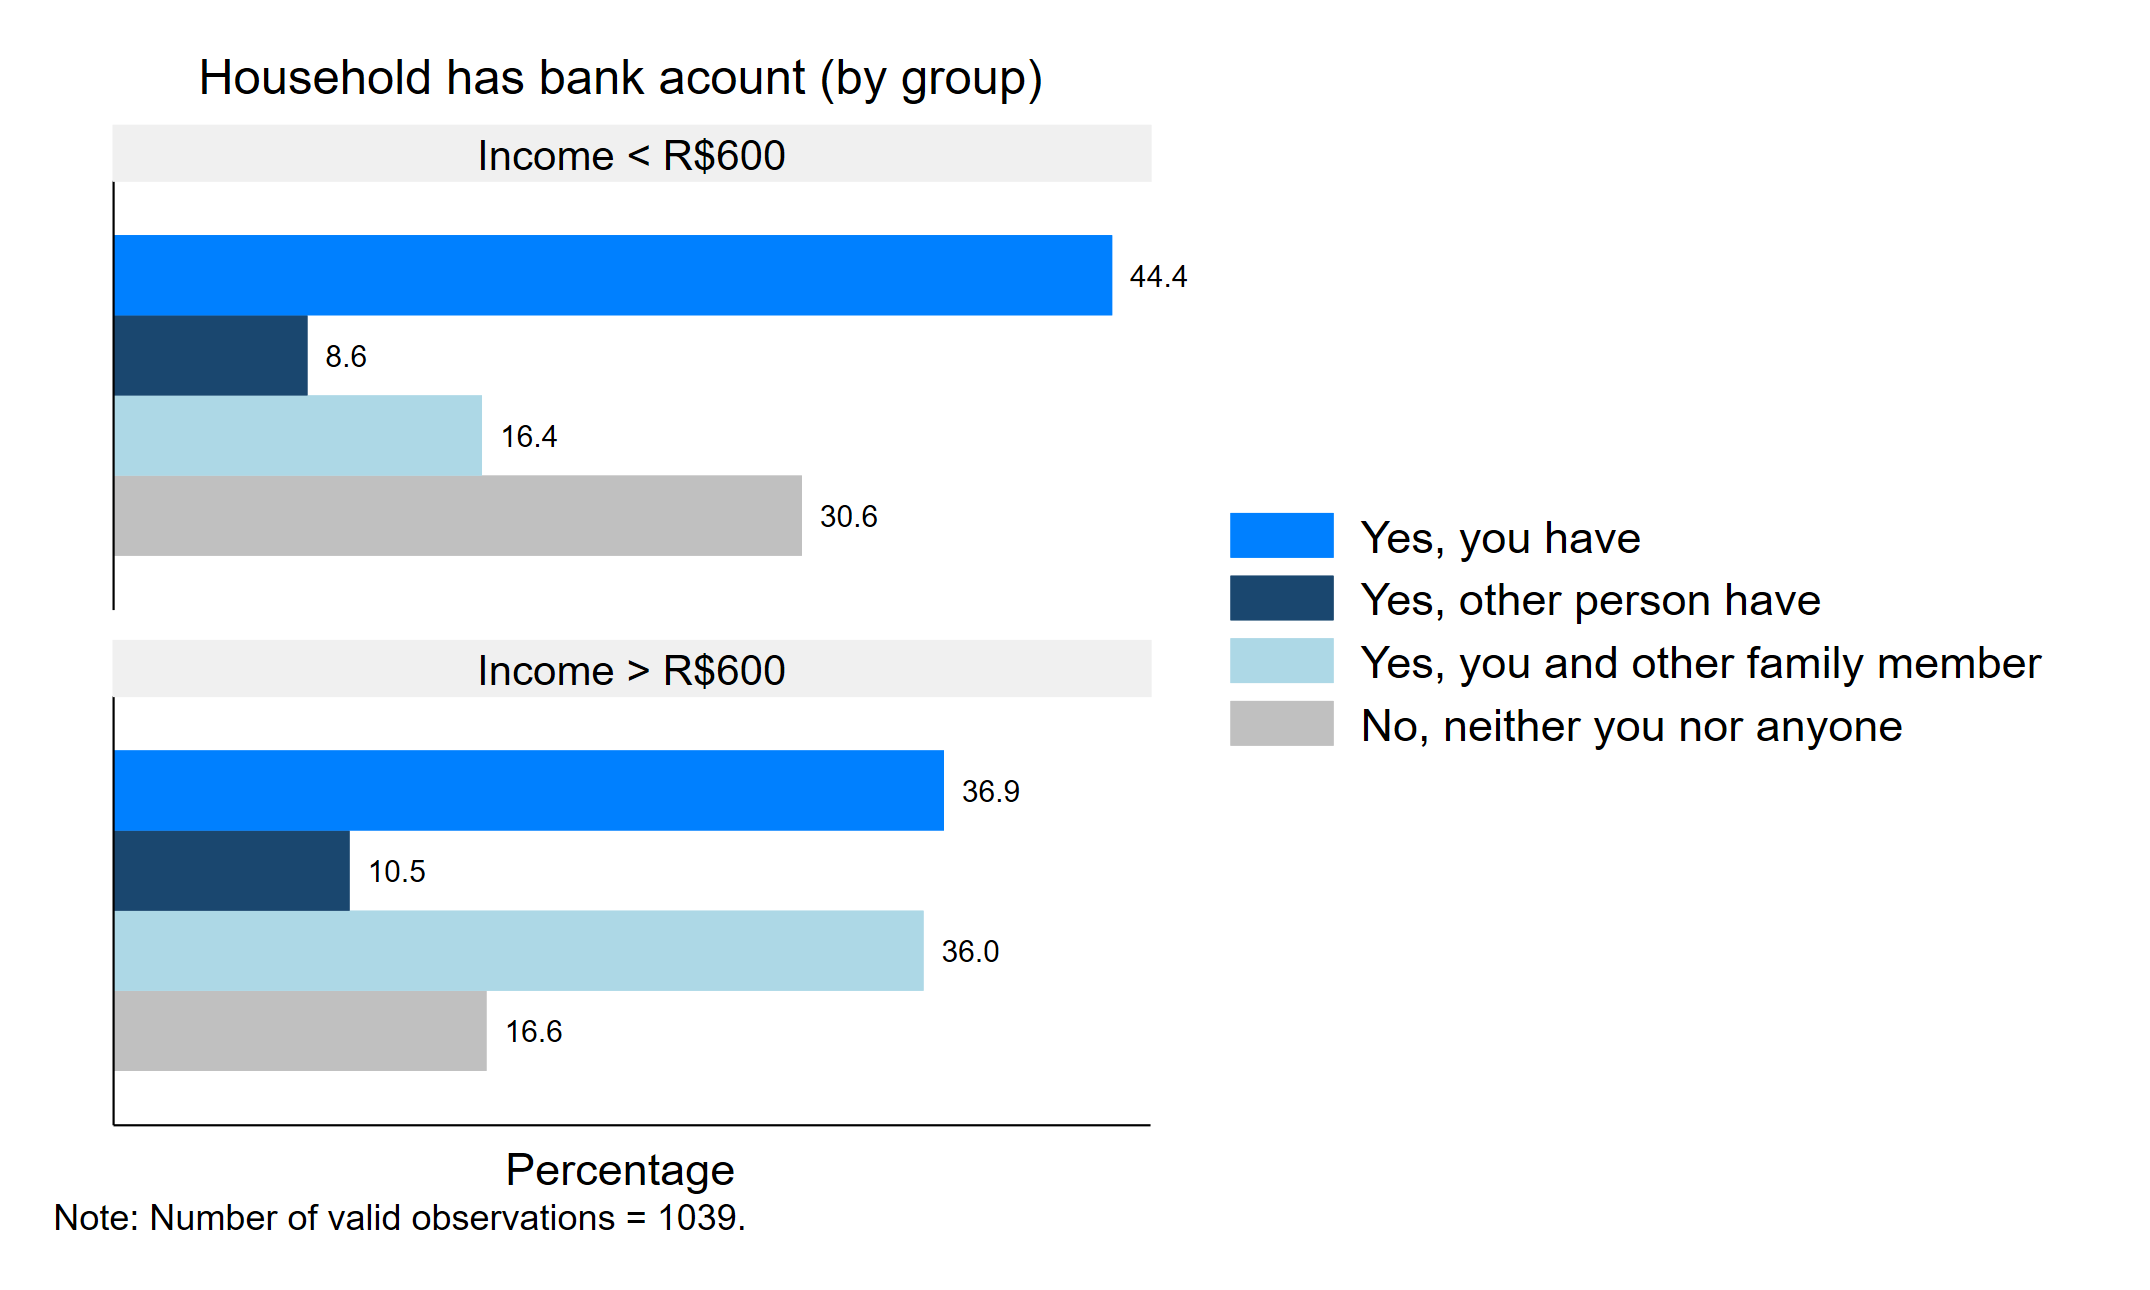 Household has bank acount (by group)
Income < R$600
44.4
8.6
16.4
30.6
Income > R$600
36.9
10.5
36.0
16.6
Percentage
Note: Number of valid observations = 1039.
Yes, you have
Yes, other person have
Yes, you and other family member
No, neither you nor anyone